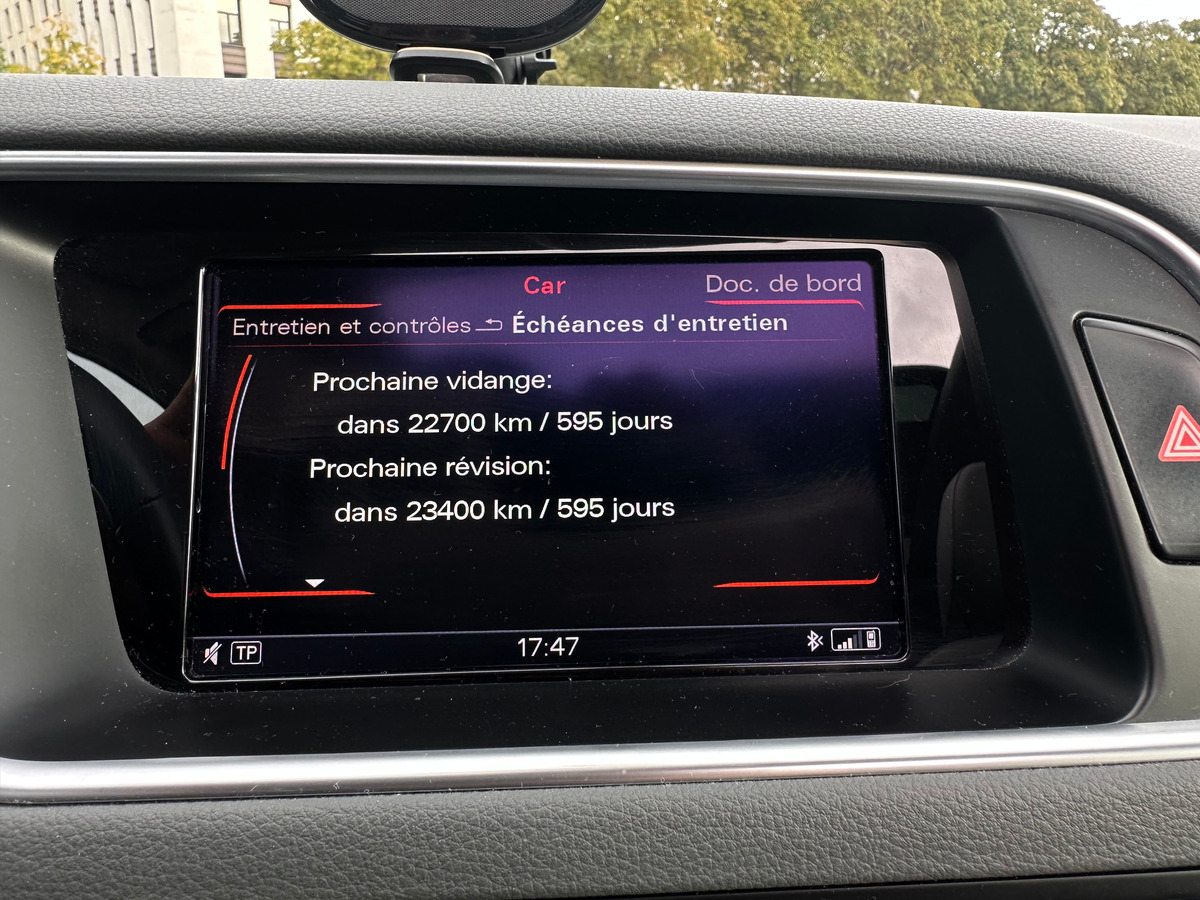 Car
Doc. de bord
Entretien et contrôles Échéances d'entretien
Prochaine vidange:
dans 22700 km / 595 jours
Prochaine révision:
dans 23400 km / 595 jours
TP
17:47